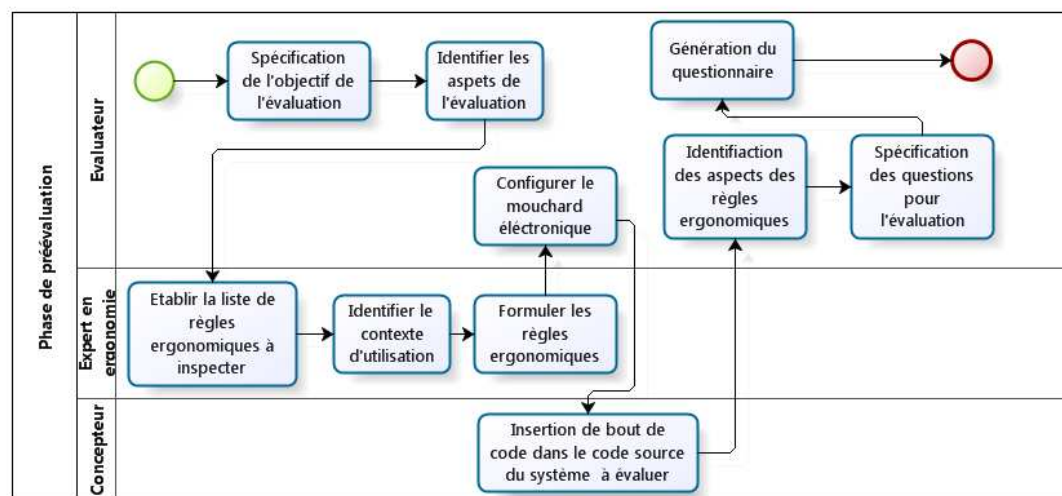 Phase de préévaluation
Evaluateur
Spécification
de l'objectif de
l'évaluation
Identifier les
aspets de
l'évaluation
Génération du
questionnaire
Configurer le
mouchard
éléctronique
Identifiaction
des aspects des
règles
ergonomiques
Spécification
des questions
pour
l'évaluation
Expert en
ergonomie
Etablir la liste de
règles
ergonomiques à
inspecter
Identifier le
contexte
d'utilisation
Formuler les
règles
ergonomiques
Concepteur
Insertion de bout de
code dans le code source
du système à évaluer